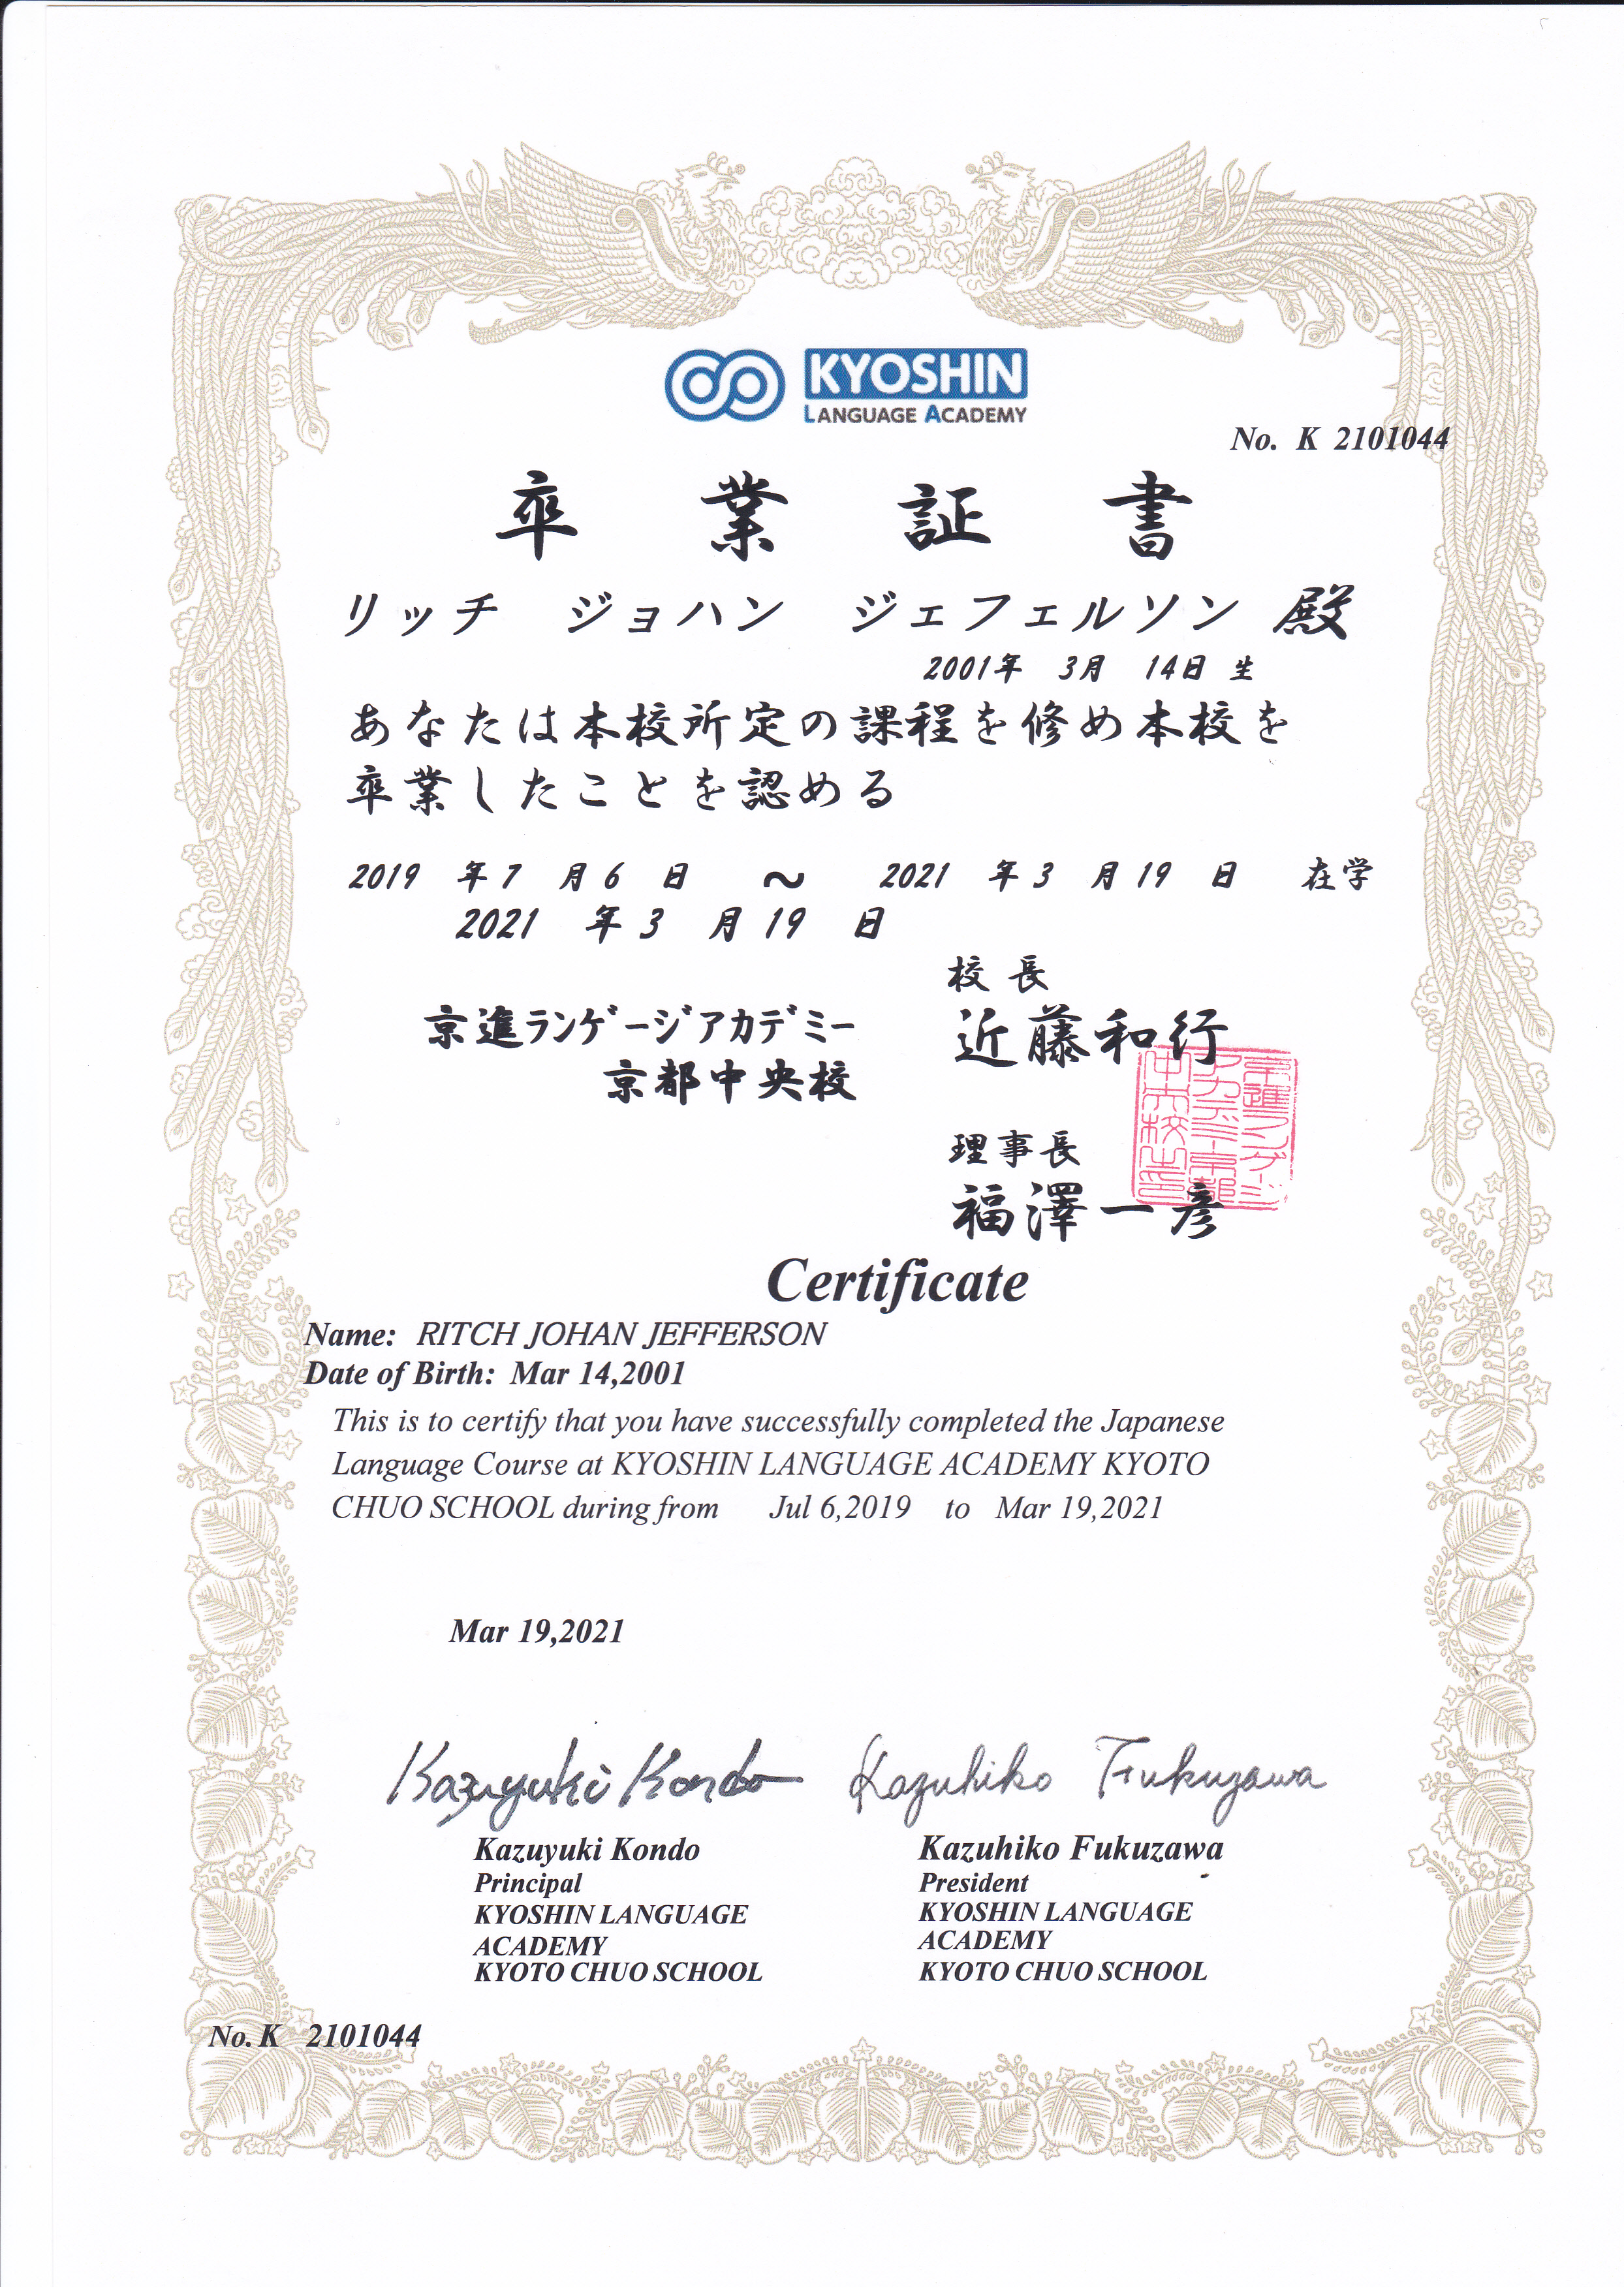 KYOSHIN
LANGUAGE ACADEMY
No. K 2101044
卒業証書
リッチ ジョハン ジェフェルソン 殿
2001年 3月 14日 生
あなたは本校所定の課程を修め本校を
卒業したことを認める
2019 年 7 月 6 日 ～ 2021 年 3 月 19 日 在学
2021 年 3 月 19 日
校長
京進ランゲージアカデミー 近藤和行
京都中央校
京進ランゲージアカデミー京都中央校之印
理事長
福澤一彦
Certificate
Name: RITCH JOHAN JEFFERSON
Date of Birth: Mar 14,2001
This is to certify that you have successfully completed the Japanese
Language Course at KYOSHIN LANGUAGE ACADEMY KYOTO
CHUO SCHOOL during from Jul 6,2019 to Mar 19,2021
Mar 19,2021
Kazuyuki Kondo Kazuhiko Fukuzawa
Kazuyuki Kondo Kazuhiko Fukuzawa
Principal President
KYOSHIN LANGUAGE KYOSHIN LANGUAGE
ACADEMY ACADEMY
KYOTO CHUO SCHOOL KYOTO CHUO SCHOOL
No. K 2101044